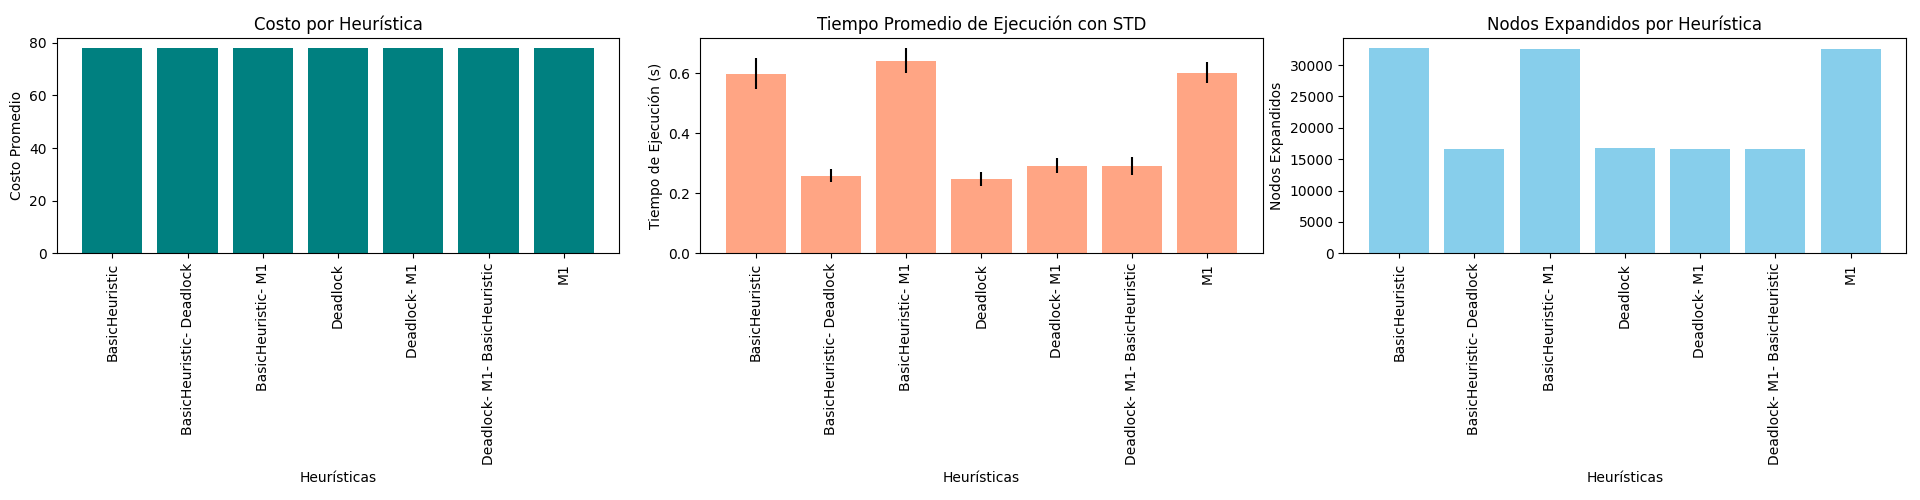 Costo por Heurística
Costo Promedio
80
60
40
20
0
BasicHeuristic
BasicHeuristic- Deadlock
BasicHeuristic- M1
Deadlock
Deadlock- M1
Deadlock- M1- BasicHeuristic
M1
Heurísticas
Tiempo Promedio de Ejecución con STD
Tiempo de Ejecución (s)
0.6
0.4
0.2
0.0
BasicHeuristic
BasicHeuristic- Deadlock
BasicHeuristic- M1
Deadlock
Deadlock- M1
Deadlock- M1- BasicHeuristic
M1
Heurísticas
Nodos Expandidos por Heurística
Nodos Expandidos
30000
25000
20000
15000
10000
5000
0
BasicHeuristic
BasicHeuristic- Deadlock
BasicHeuristic- M1
Deadlock
Deadlock- M1
Deadlock- M1- BasicHeuristic
M1
Heurísticas